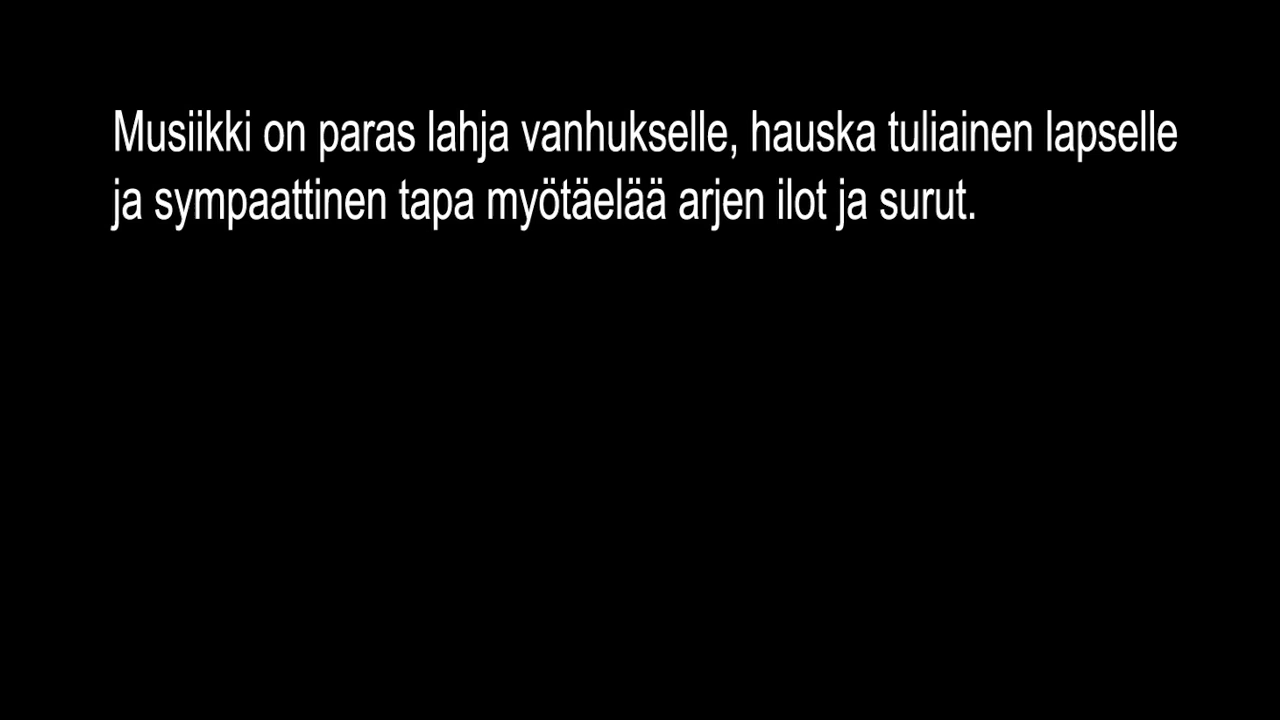 Musiikki on paras lahja vanhukselle, hauska tuliainen lapselle
ja sympaattinen tapa myötäelää arjen ilot ja surut.